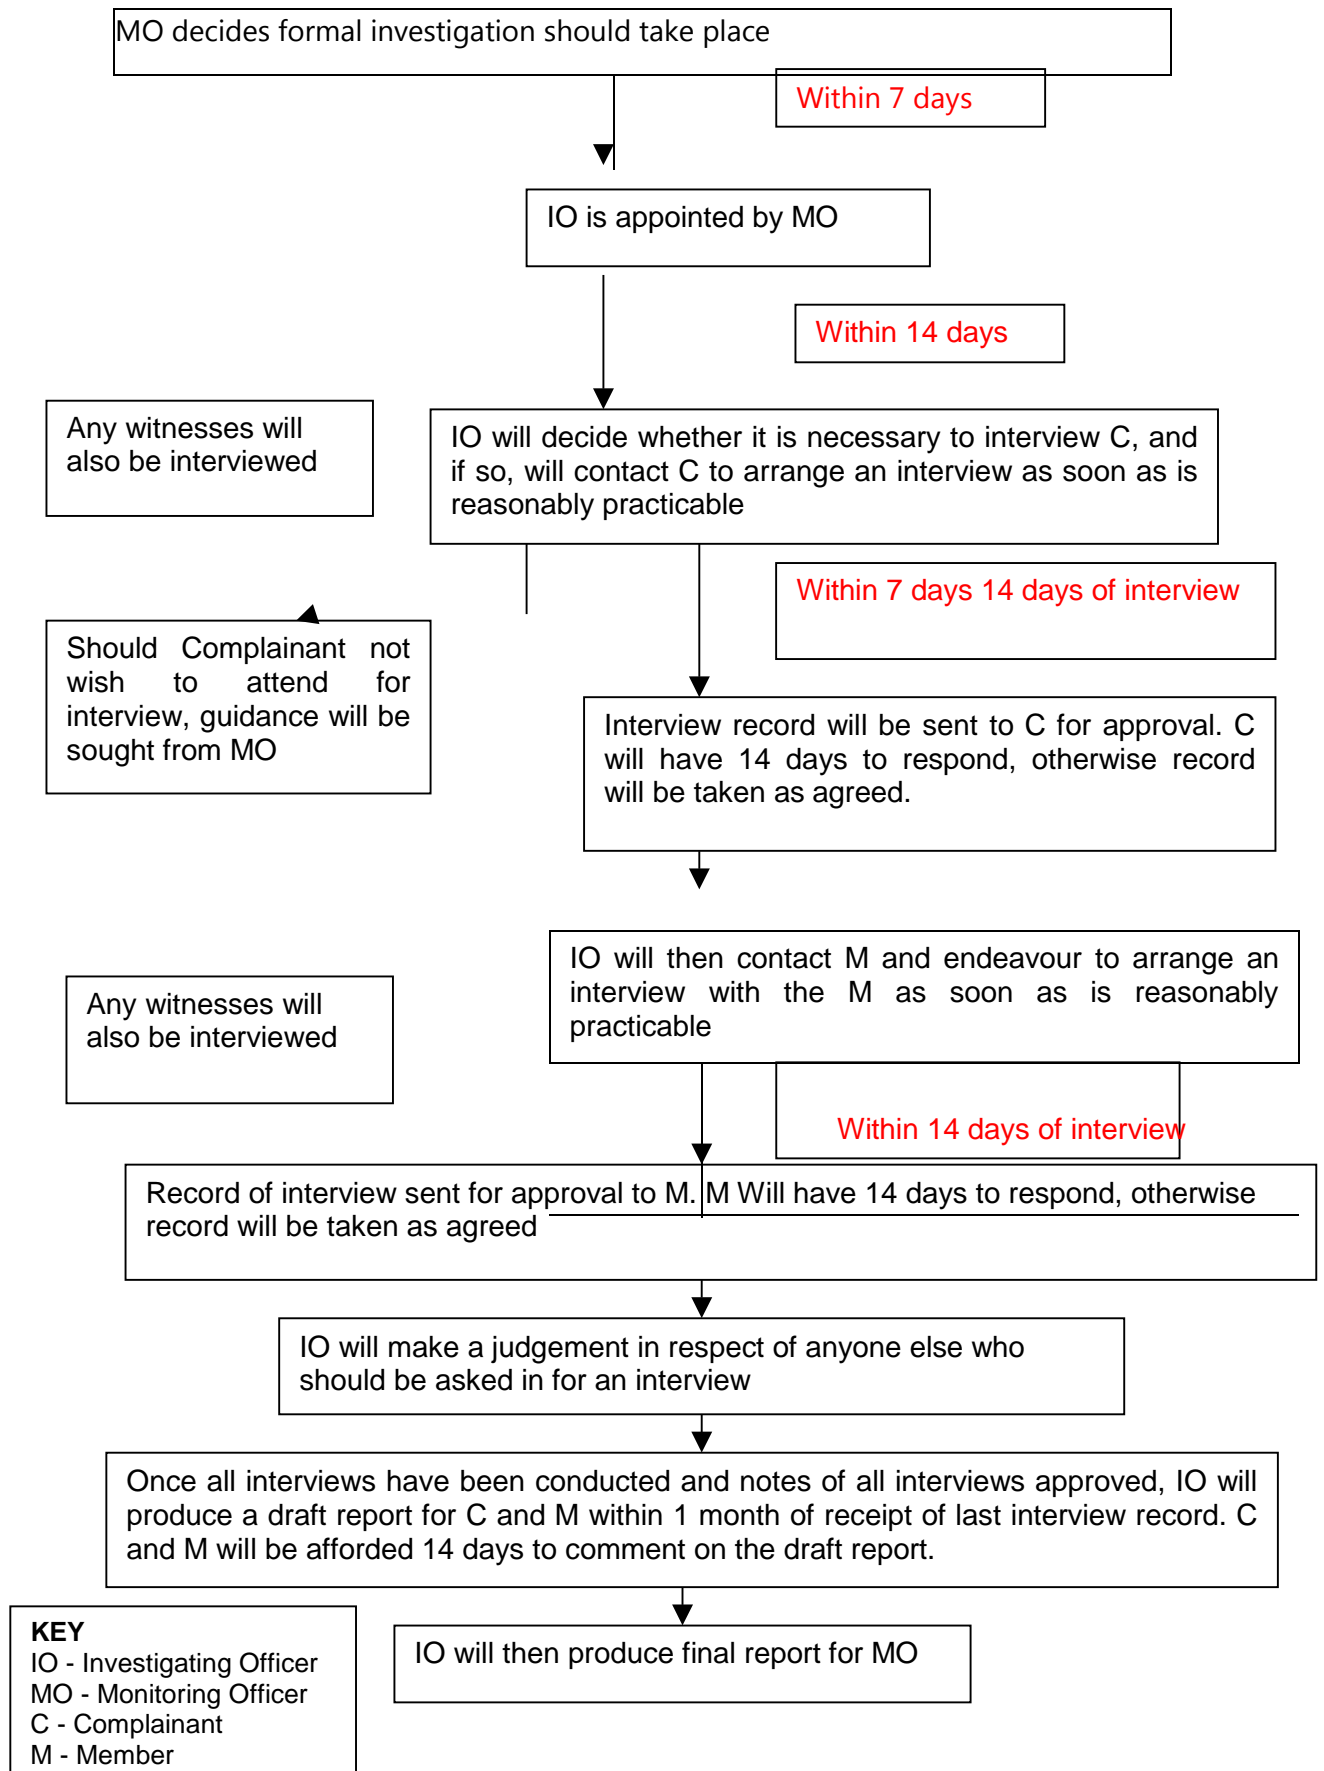 MO decides formal investigation should take place
Within 7 days
IO is appointed by MO
Within 14 days
Any witnesses will
also be interviewed
IO will decide whether it is necessary to interview C, and
if so, will contact C to arrange an interview as soon as is
reasonably practicable
Within 7 days 14 days of interview
Should Complainant not
wish to attend for
interview, guidance will be
sought from MO
Interview record will be sent to C for approval. C
will have 14 days to respond, otherwise record
will be taken as agreed.
IO will then contact M and endeavour to arrange an
interview with the M as soon as is reasonably
practicable
Any witnesses will
also be interviewed
Within 14 days of interview
Record of interview sent for approval to M. M Will have 14 days to respond, otherwise
record will be taken as agreed
IO will make a judgement in respect of anyone else who
should be asked in for an interview
Once all interviews have been conducted and notes of all interviews approved, IO will
produce a draft report for C and M within 1 month of receipt of last interview record. C
and M will be afforded 14 days to comment on the draft report.
IO will then produce final report for MO
KEY
IO - Investigating Officer
MO - Monitoring Officer
C - Complainant
M - Member